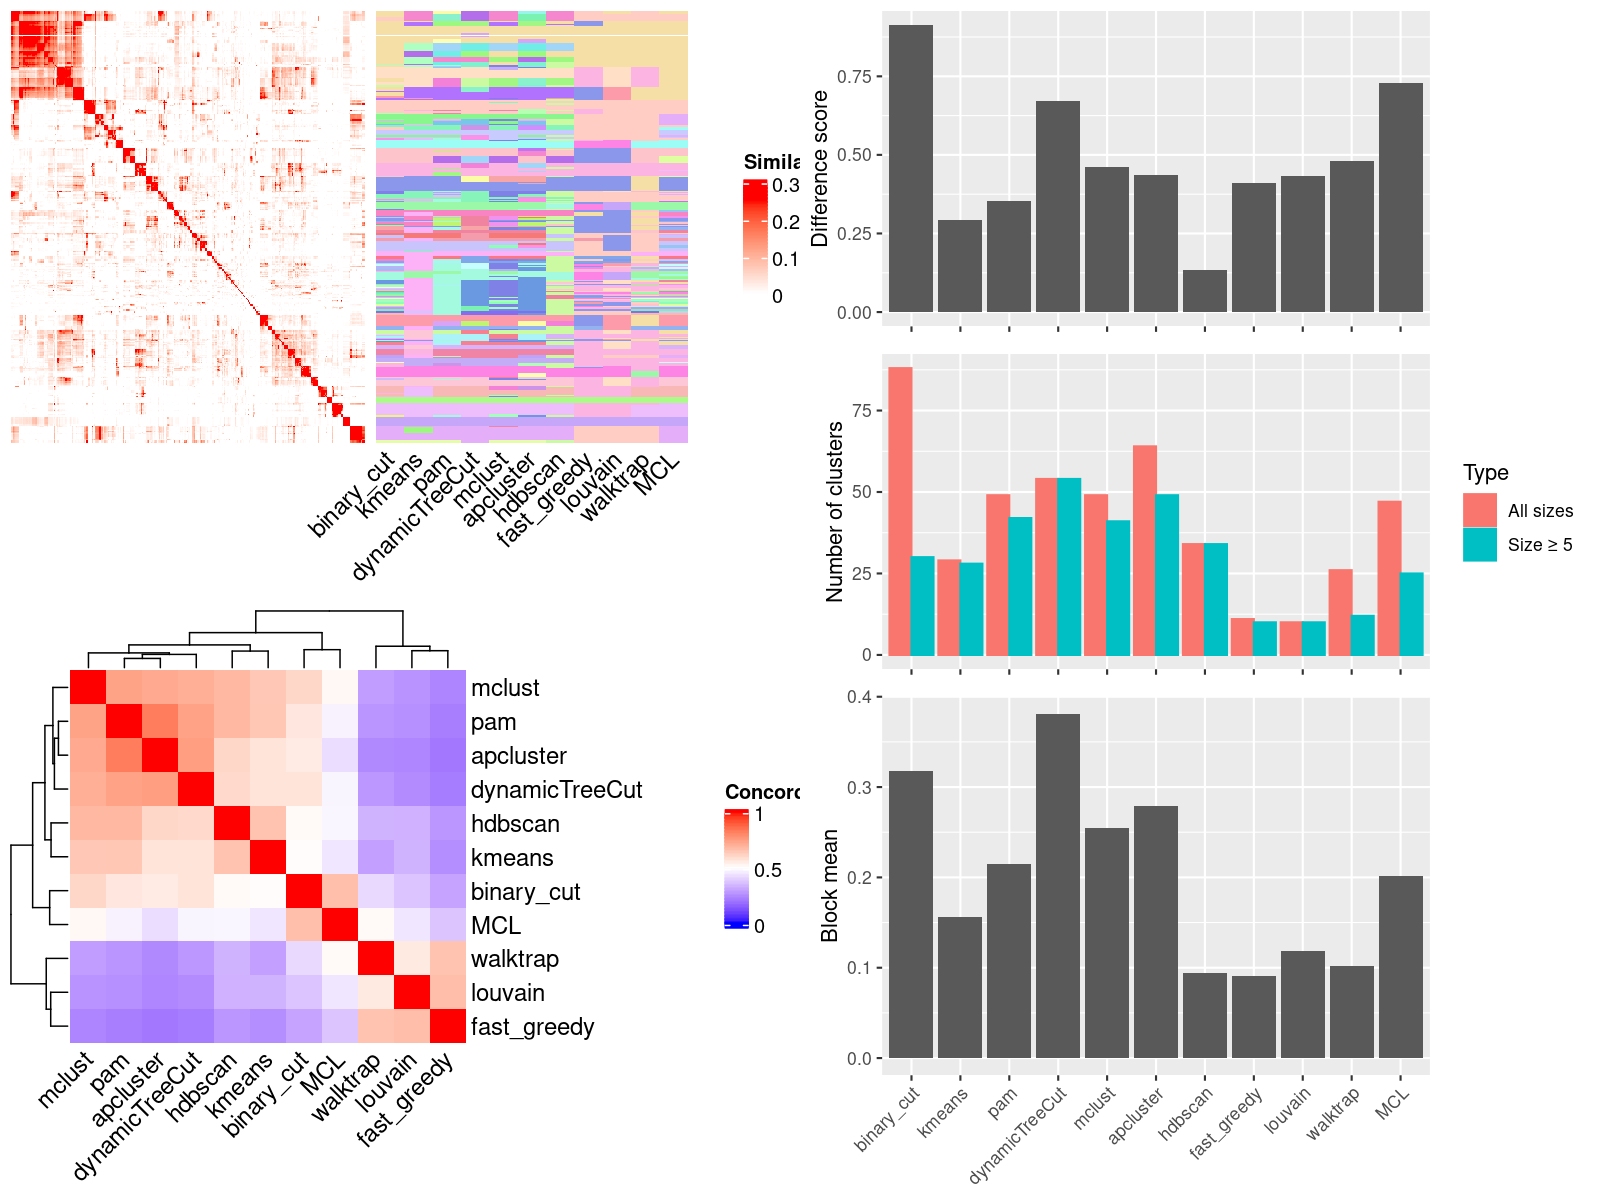 Simila
0.3
0.2
0.1
0
binary_cut
kmeans
pam
dynamicTreeCut
mclust
apcluster
hdbscan
fast_greedy
louvain
walktrap
MCL
mclust
pam
apcluster
dynamicTreeCut
hdbscan
kmeans
binary_cut
MCL
walktrap
louvain
fast_greedy
mclust
pam
apcluster
dynamicTreeCut
hdbscan
kmeans
binary_cut
MCL
walktrap
louvain
fast_greedy
Concord
1
0.5
0
Difference score
0.75
0.50
0.25
0.00
Number of clusters
75
50
25
0
Type
All sizes
Size ≥ 5
Block mean
0.4
0.3
0.2
0.1
0.0
binary_cut
kmeans
pam
dynamicTreeCut
mclust
apcluster
hdbscan
fast_greedy
louvain
walktrap
MCL